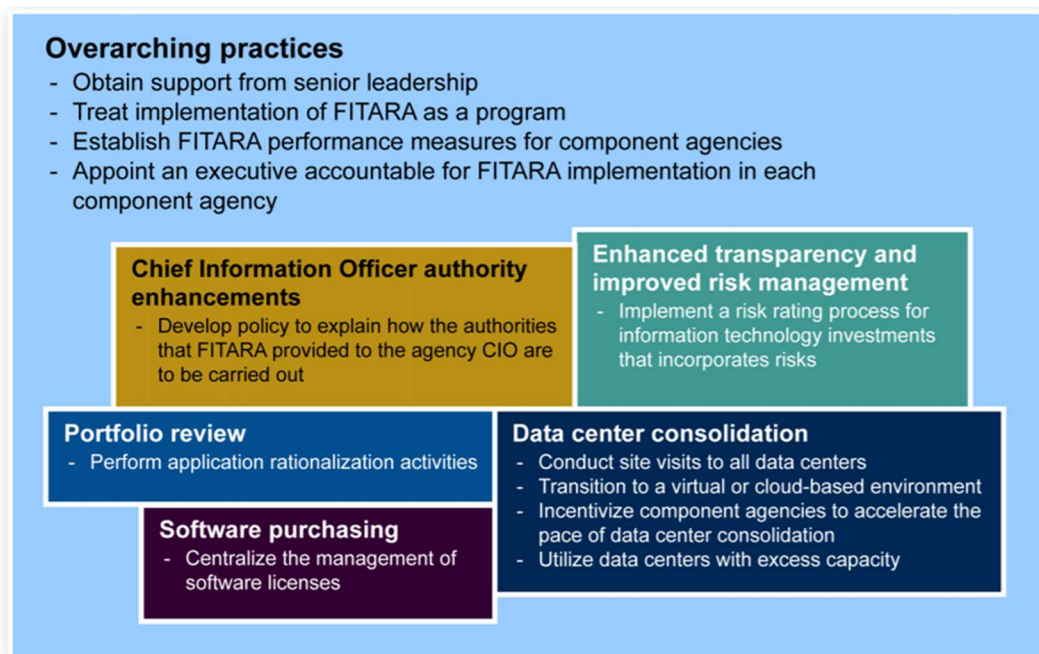 Overarching practices
- Obtain support from senior leadership
- Treat implementation of FITARA as a program
- Establish FITARA performance measures for component agencies
- Appoint an executive accountable for FITARA implementation in each
component agency
Chief Information Officer authority
enhancements
- Develop policy to explain how the authorities
that FITARA provided to the agency CIO are
to be carried out
Enhanced transparency and
improved risk management
- Implement a risk rating process for
information technology investments
that incorporates risks
Portfolio review
- Perform application rationalization activities
Data center consolidation
- Conduct site visits to all data centers
- Transition to a virtual or cloud-based environment
- Incentivize component agencies to accelerate the
pace of data center consolidation
- Utilize data centers with excess capacity
Software purchasing
- Centralize the management of
software licenses